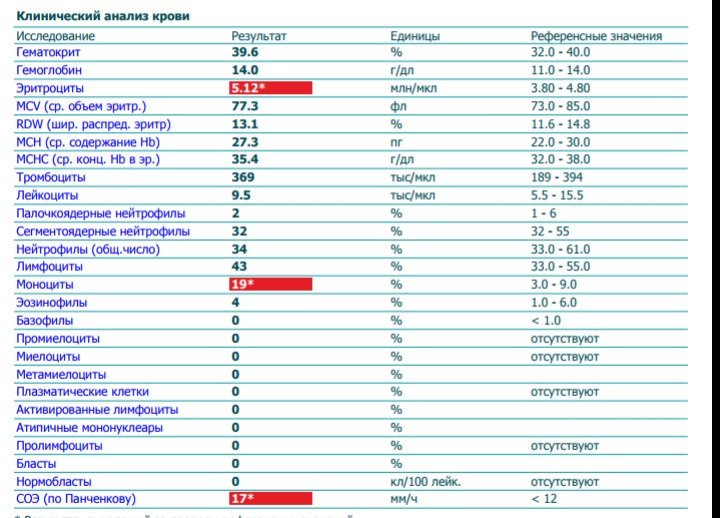 Клинический анализ крови
Исследование Результат Единицы Референсные значения
Гематокрит 39.6 % 32.0 - 40.0
Гемоглобин 14.0 г/дл 11.0 - 14.0
Эритроциты 5.12* млн/мкл 3.80 - 4.80
MCV (ср. объем эритр.) 77.3 фл 73.0 - 85.0
RDW (шир. распред. эритр) 13.1 % 11.6 - 14.8
MCH (ср. содержание Hb) 27.3 пг 22.0 - 30.0
MCHC (ср. конц. Hb в эр.) 35.4 г/дл 32.0 - 38.0
Тромбоциты 369 тыс/мкл 189 - 394
Лейкоциты 9.5 тыс/мкл 5.5 - 15.5
Палочкоядерные нейтрофилы 2 % 1 - 6
Сегментоядерные нейтрофилы 32 % 32 - 55
Нейтрофилы (общ.число) 34 % 33.0 - 61.0
Лимфоциты 43 % 33.0 - 55.0
Моноциты 19* % 3.0 - 9.0
Эозинофилы 4 % 1.0 - 6.0
Базофилы 0 % < 1.0
Промиелоциты 0 % отсутствуют
Миелоциты 0 % отсутствуют
Метамиелоциты 0 %
Плазматические клетки 0 % отсутствуют
Активированные лимфоциты 0 %
Атипичные мононуклеары 0 %
Пролимфоциты 0 % отсутствуют
Бласты 0 %
Нормобласты 0 кл/100 лейк. отсутствуют
СОЭ (по Панченкову) 17* мм/ч < 12